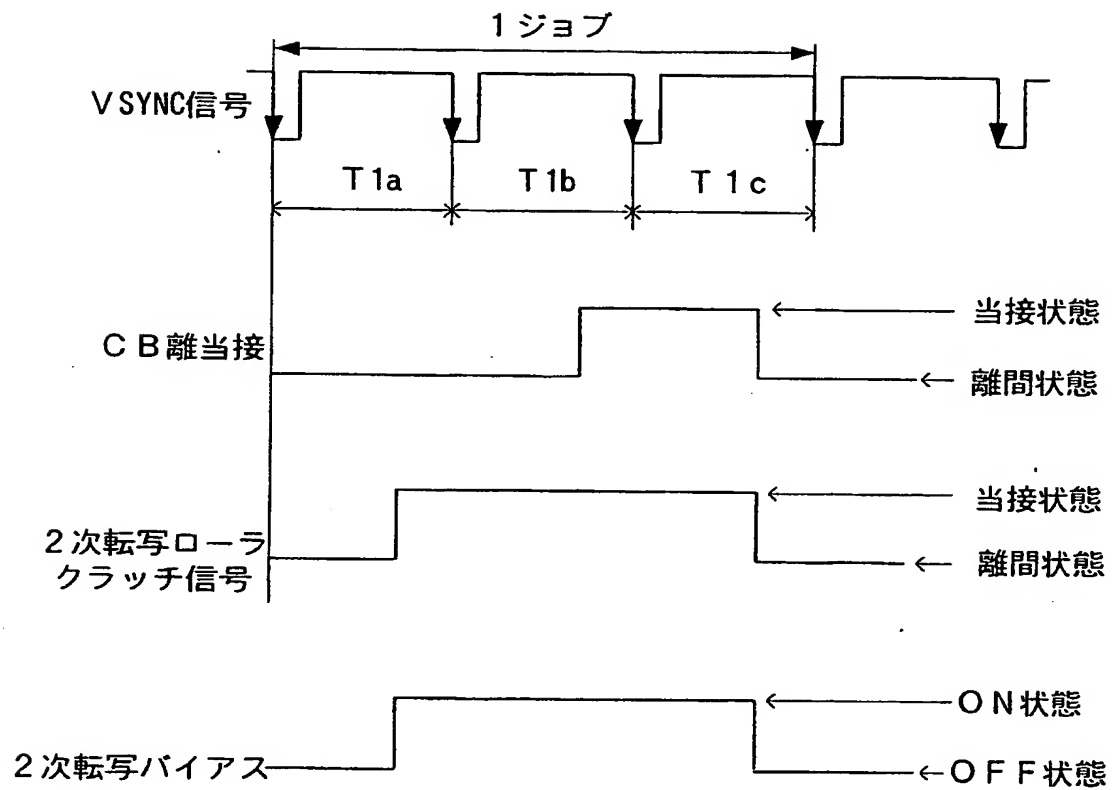 1ジョブ
VSYNC信号
T1a
T1b
T1c
当接状態
CB離当接
離間状態
当接状態
2次転写ローラ
クラッチ信号
離間状態
ON状態
2次転写バイアス
OFF状態